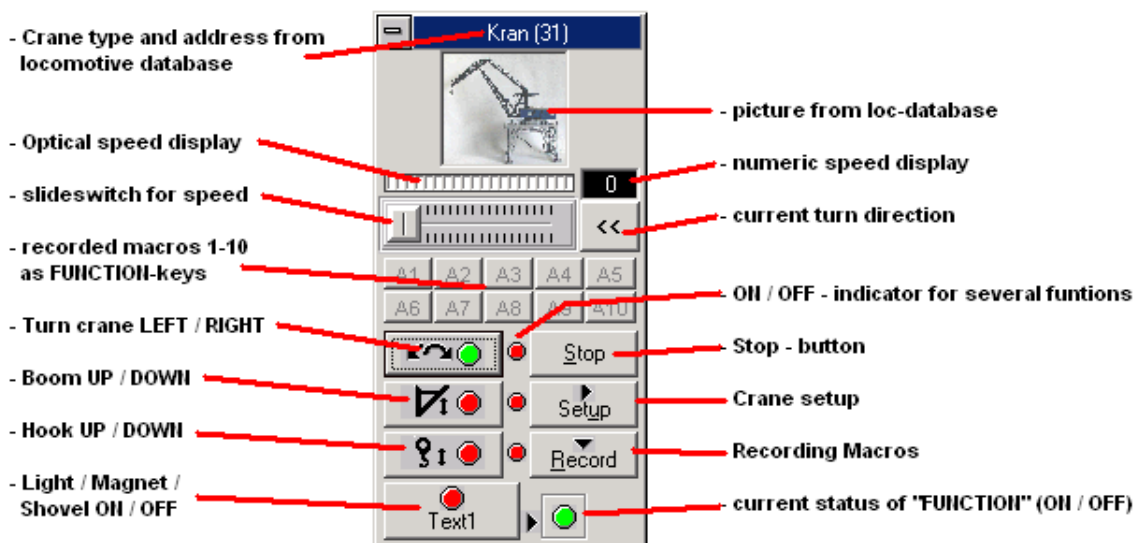 Kran (31)
- Crane type and address from
locomotive database
- picture from loc-database
- Optical speed display
- numeric speed display
0
- slideswitch for speed
- current turn direction
<<
- recorded macros 1-10
as FUNCTION-keys
A1 A2 A3 A4 A5
A6 A7 A8 A9 A10
- ON / OFF - indicator for several funtions
- Turn crane LEFT / RIGHT
Stop
- Stop - button
- Boom UP / DOWN
Setup
- Crane setup
- Hook UP / DOWN
Record
- Recording Macros
- Light / Magnet /
Shovel ON / OFF
Text1
- current status of "FUNCTION" (ON / OFF)